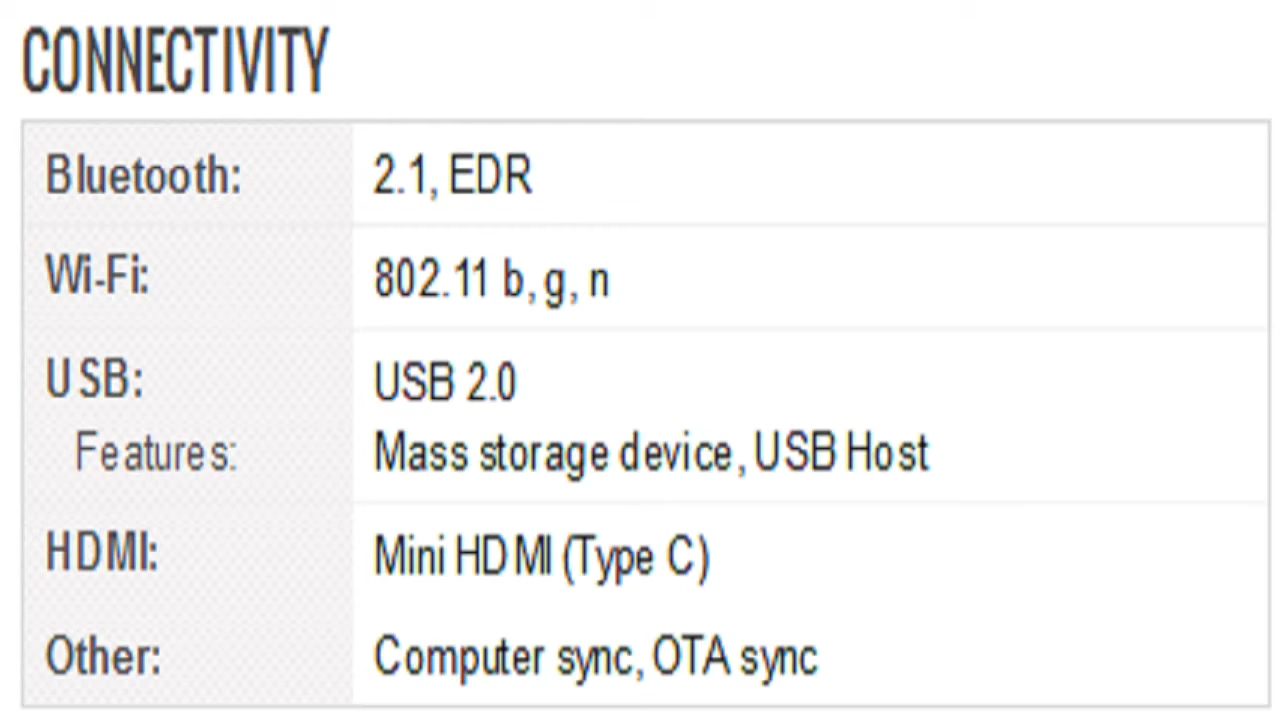 CONNECTIVITY
Bluetooth: 2.1, EDR
Wi-Fi: 802.11 b, g, n
USB: USB 2.0
Features: Mass storage device, USB Host
HDMI: Mini HDMI (Type C)
Other: Computer sync, OTA sync